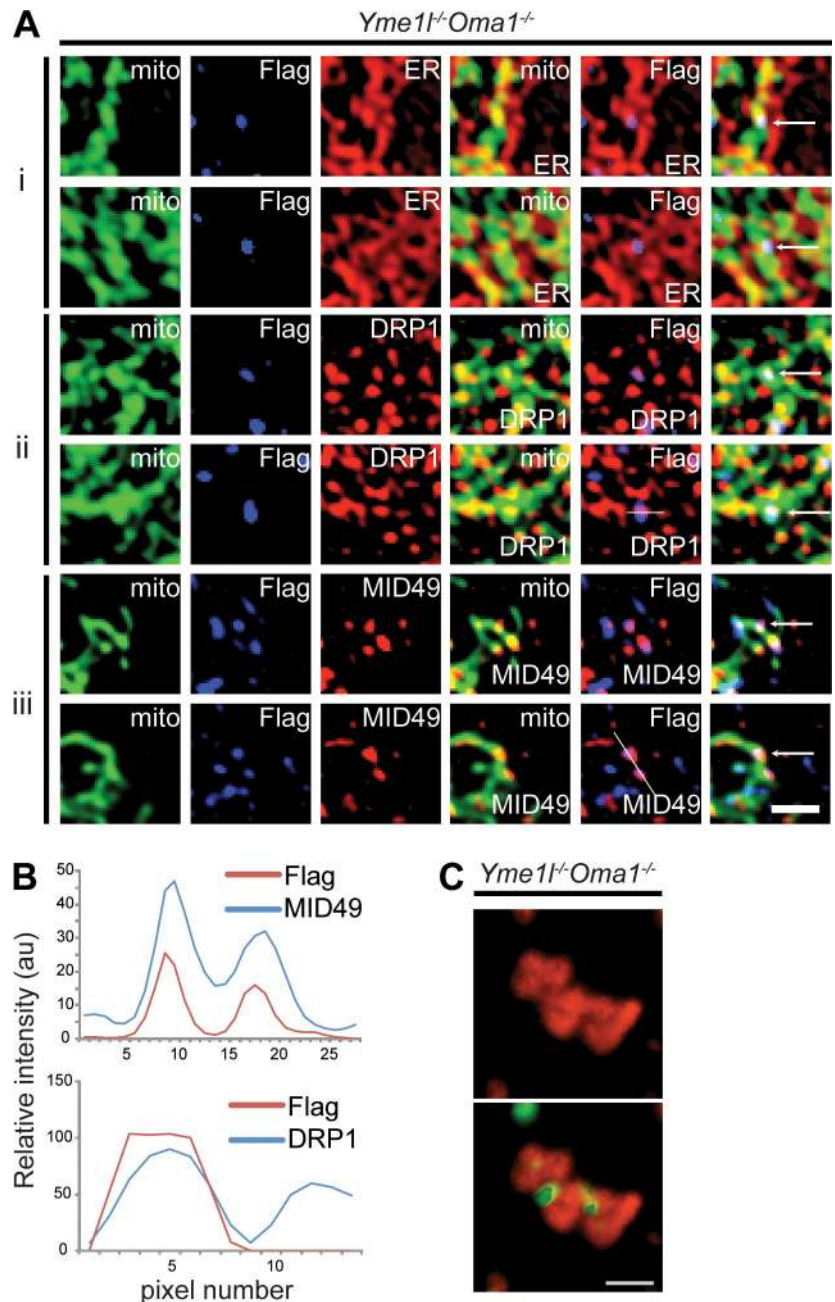 A
Yme1l-/-Oma1-/-
i
mito Flag ER mito Flag
ER ER
mito Flag ER mito Flag
ER ER
ii
mito Flag DRP1 mito Flag
DRP1 DRP1
mito Flag DRP1 mito Flag
DRP1 DRP1
iii
mito Flag MID49 mito Flag
MID49 MID49
mito Flag MID49 mito Flag
MID49 MID49
B
Relative intensity (au)
50
40
30
20
10
0
5 10 15 20 25
Flag
MID49
150
100
50
0
5 10
Flag
DRP1
pixel number
C
Yme1l-/-Oma1-/-